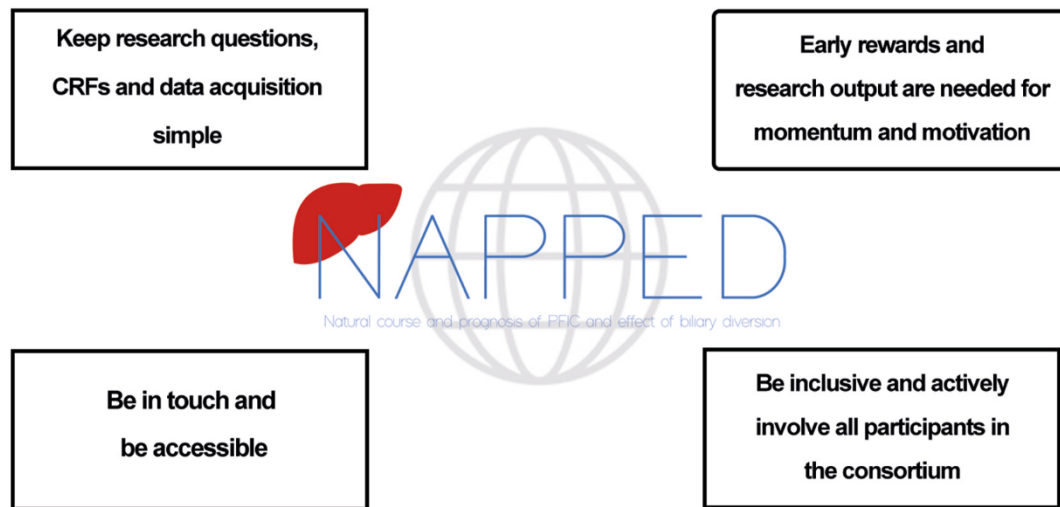 Keep research questions,
CRFs and data acquisition
simple
Early rewards and
research output are needed for
momentum and motivation
NAPPED
Natural course and prognosis of PFIC and effect of biliary diversion
Be in touch and
be accessible
Be inclusive and actively
involve all participants in
the consortium